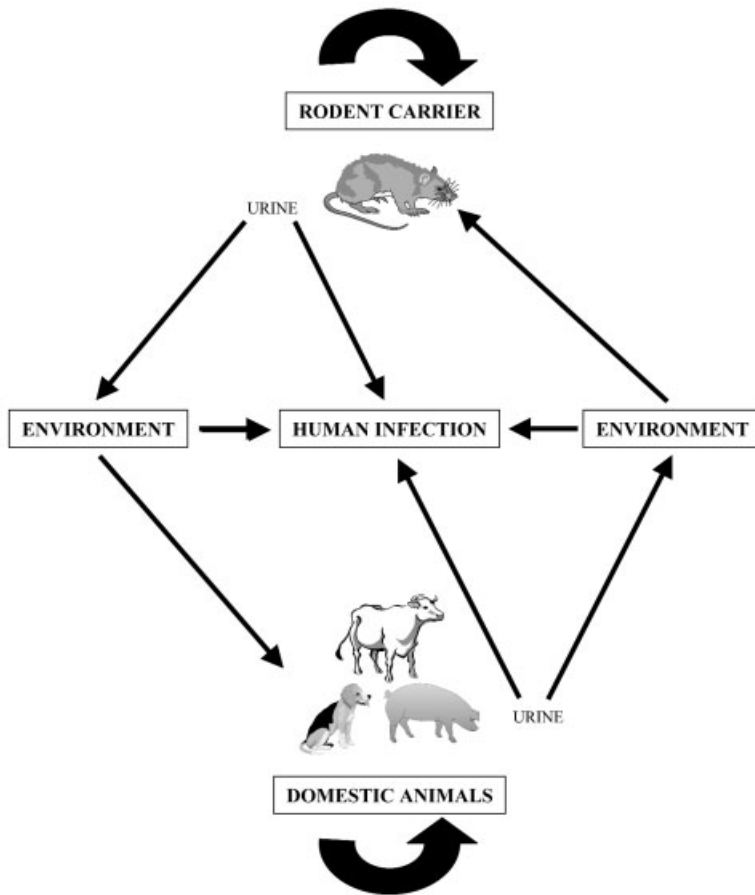 RODENT CARRIER
URINE
ENVIRONMENT
HUMAN INFECTION
ENVIRONMENT
URINE
DOMESTIC ANIMALS